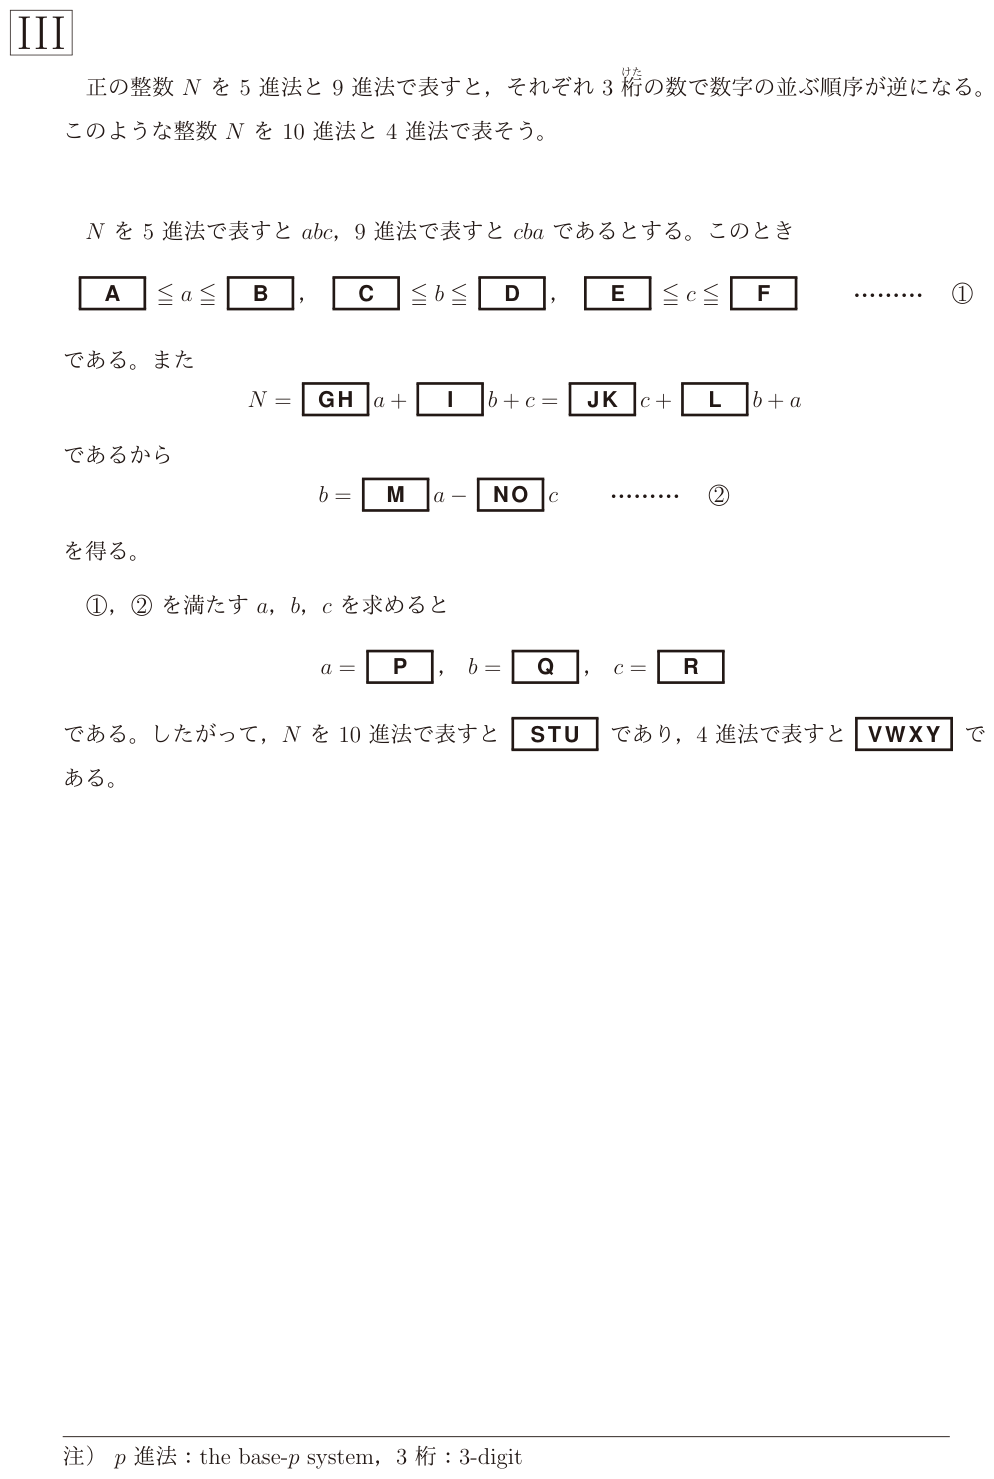 III
正の整数 N を 5 進法と 9 進法で表すと，それぞれ 3 桁の数で数字の並ぶ順序が逆になる。
けた
このような整数 N を 10 進法と 4 進法で表そう。
N を 5 進法で表すと abc，9 進法で表すと cba であるとする。このとき
A ≦ a ≦ B ， C ≦ b ≦ D ， E ≦ c ≦ F ……… ①
である。また
N = GH a + I b + c = JK c + L b + a
であるから
b = M a − NO c ……… ②
を得る。
①，② を満たす a，b，c を求めると
a = P ， b = Q ， c = R
である。したがって，N を 10 進法で表すと STU であり，4 進法で表すと VWXY で
ある。
注） p 進法：the base-p system，3 桁：3-digit